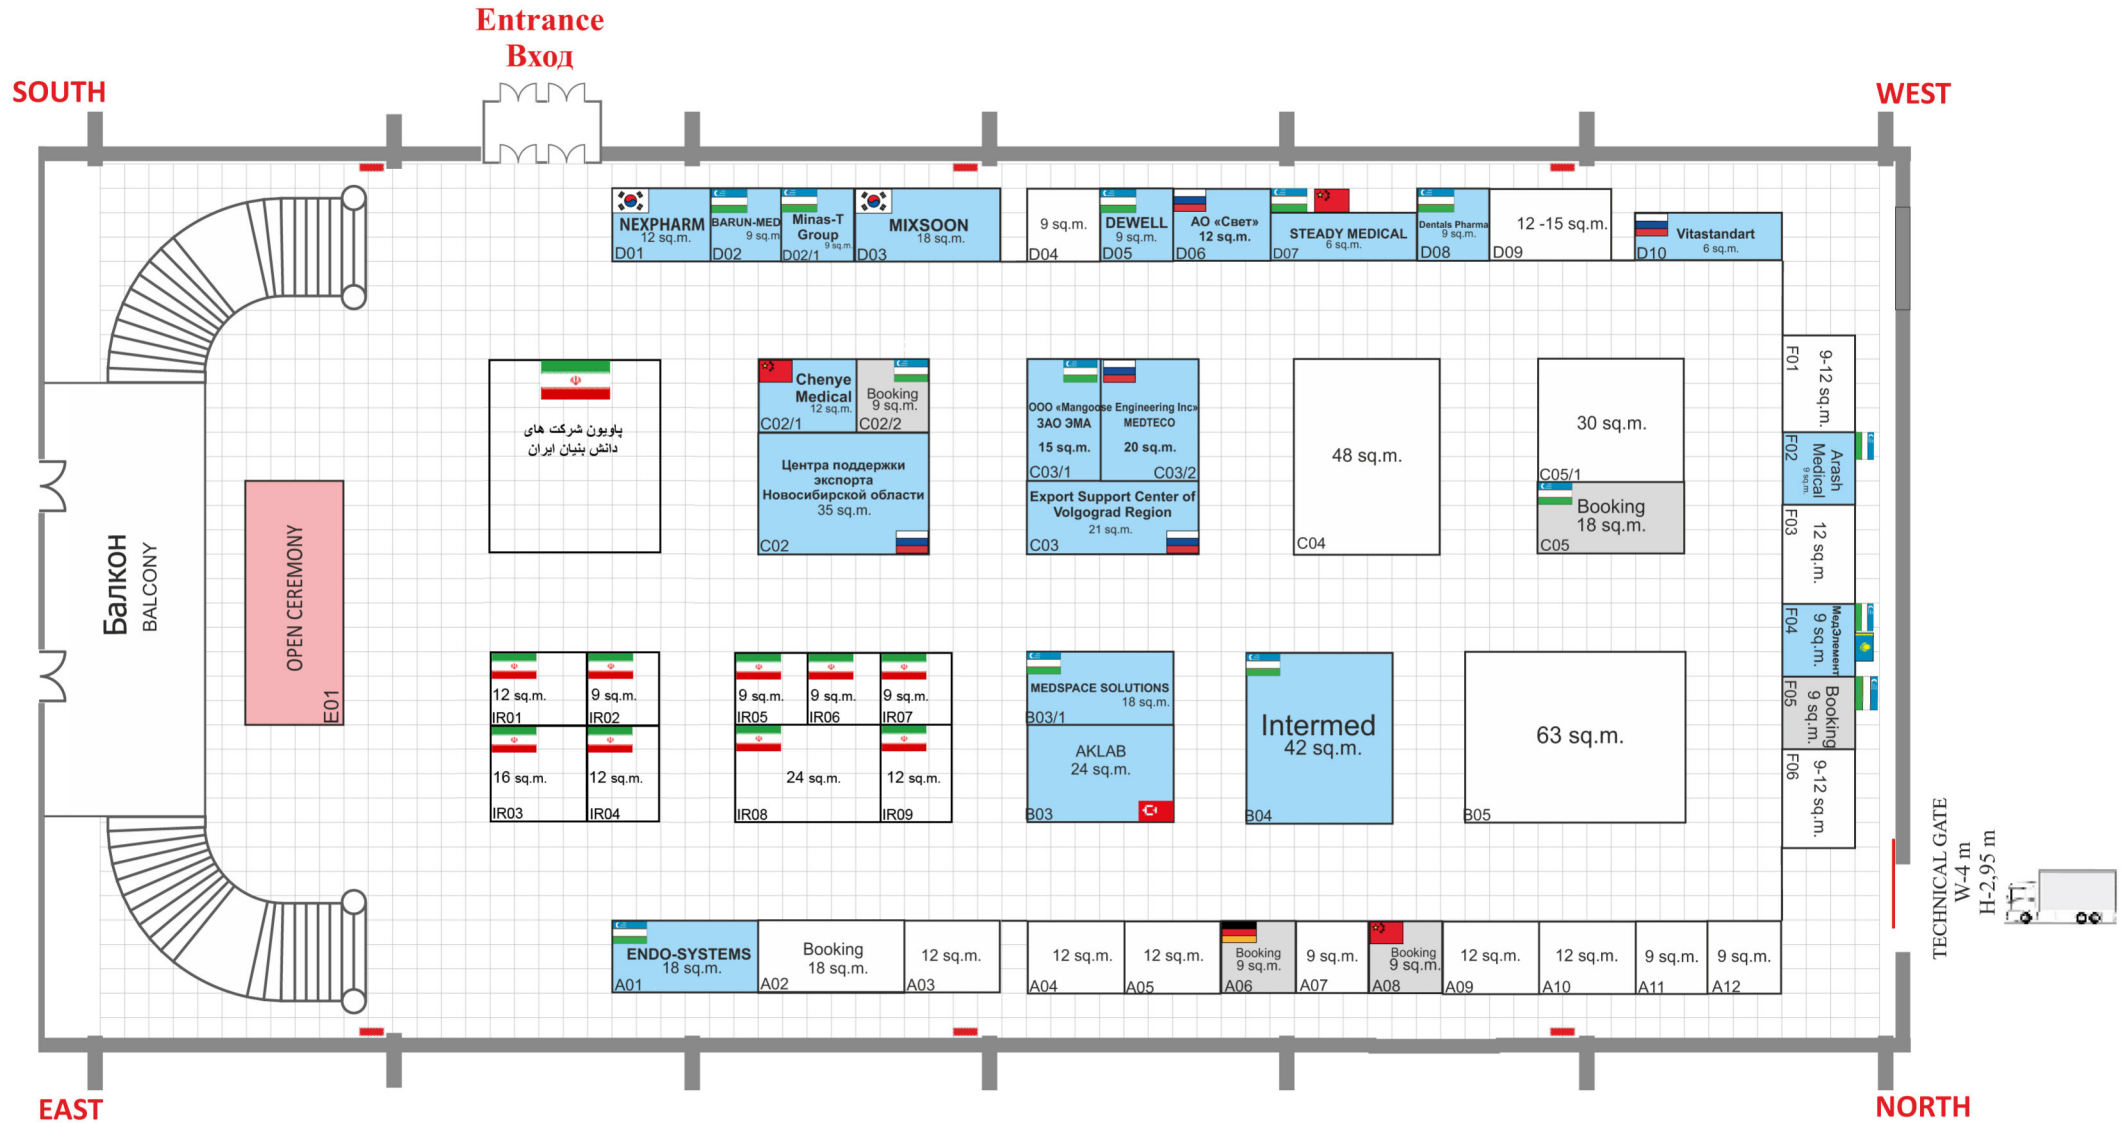 Entrance
Вход
SOUTH
WEST
NEXPHARM
12 sq.m.
D01
BARUN-MED
9 sq.m
D02
Minas-T
Group
9 sq.m.
D02/1
MIXSOON
18 sq.m.
D03
9 sq.m.
D04
DEWELL
9 sq.m.
D05
АО «Свет»
12 sq.m.
D06
STEADY MEDICAL
6 sq.m.
D07
Dentals Pharma
9 sq.m.
D08
12 -15 sq.m.
D09
Vitastandart
6 sq.m.
D10
پاویون شرکت های
دانش بنیان ایران
Chenye
Medical
12 sq.m.
C02/1
Booking
9 sq.m.
C02/2
Центра поддержки
экспорта
Новосибирской области
35 sq.m.
C02
ООО «Mangoose Engineering Inc»
ЗАО ЭМА
15 sq.m.
C03/1
MEDTECO
20 sq.m.
C03/2
Export Support Center of
Volgograd Region
21 sq.m.
C03
48 sq.m.
C04
30 sq.m.
C05/1
Booking
18 sq.m.
C05
F01
9-12 sq.m.
F02
Arash
Medical
9 sq.m.
F03
12 sq.m.
F04
МедЭлемент
9 sq.m.
F05
Booking
9 sq.m.
F06
9-12 sq.m.
Балкон
BALCONY
OPEN CEREMONY
E01
12 sq.m.
IR01
9 sq.m.
IR02
16 sq.m.
IR03
12 sq.m.
IR04
9 sq.m.
IR05
9 sq.m.
IR06
9 sq.m.
IR07
24 sq.m.
IR08
12 sq.m.
IR09
MEDSPACE SOLUTIONS
18 sq.m.
B03/1
AKLAB
24 sq.m.
B03
Intermed
42 sq.m.
B04
63 sq.m.
B05
TECHNICAL GATE
W-4 m
H-2,95 m
ENDO-SYSTEMS
18 sq.m.
A01
Booking
18 sq.m.
A02
12 sq.m.
A03
12 sq.m.
A04
12 sq.m.
A05
Booking
9 sq.m.
A06
9 sq.m.
A07
Booking
9 sq.m.
A08
12 sq.m.
A09
12 sq.m.
A10
9 sq.m.
A11
9 sq.m.
A12
EAST
NORTH